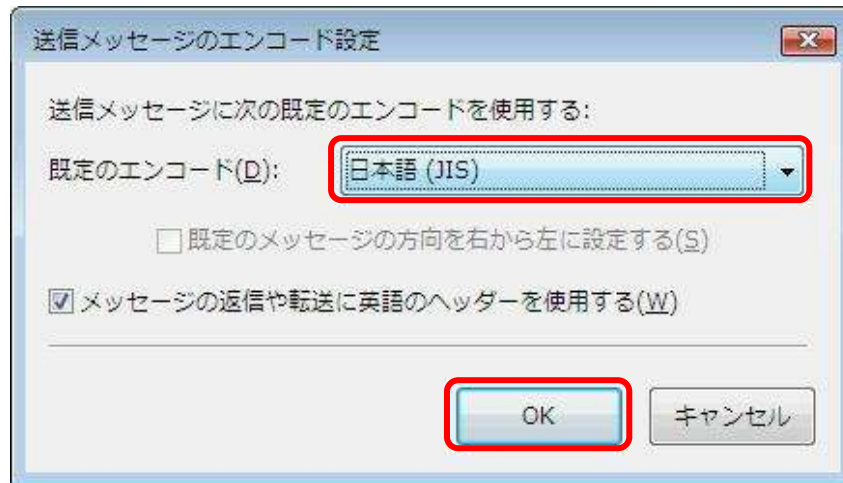 送信メッセージのエンコード設定
送信メッセージに次の既定のエンコードを使用する:
既定のエンコード(D): 日本語 (JIS)
既定のメッセージの方向を右から左に設定する(S)
メッセージの返信や転送に英語のヘッダーを使用する(W)
OK キャンセル